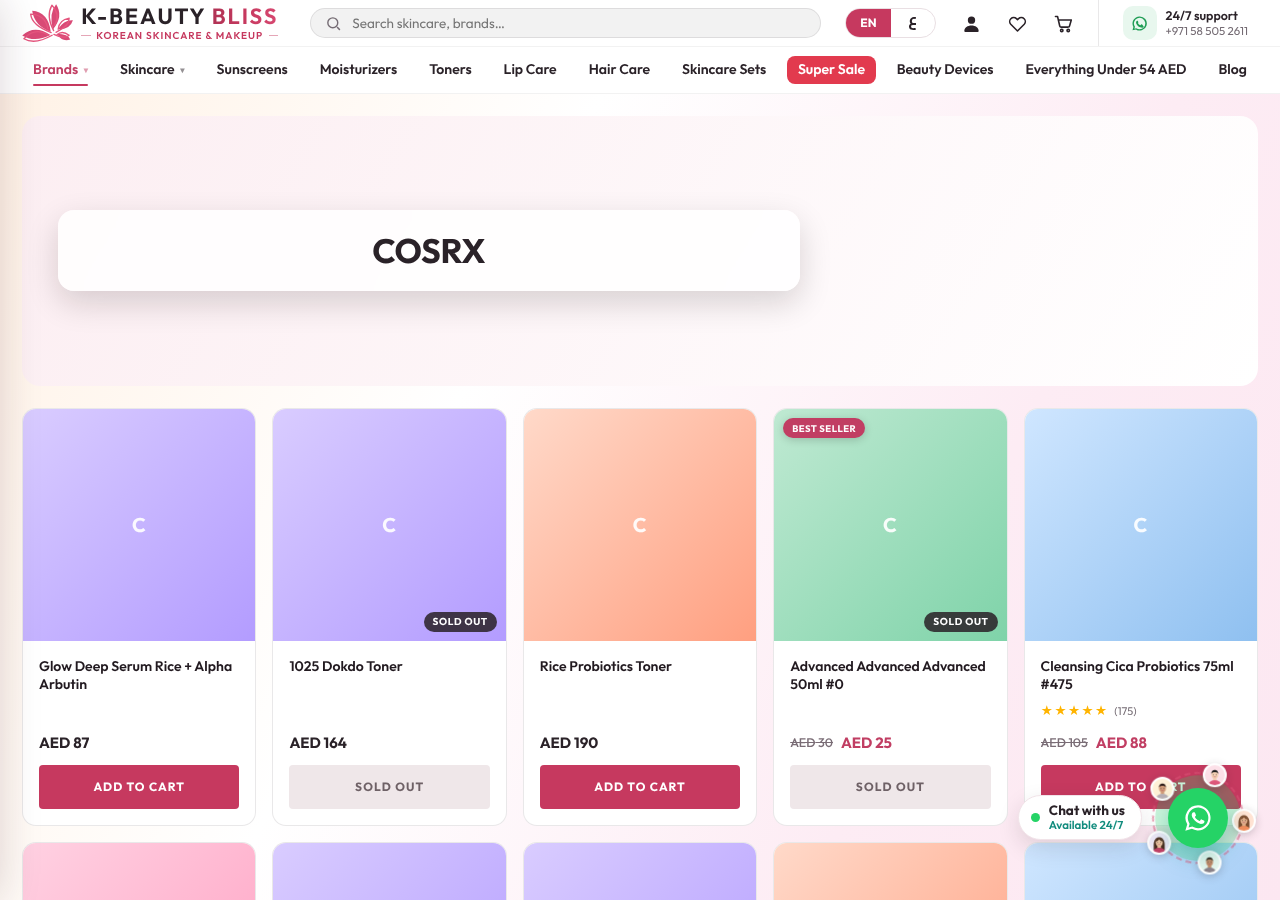 K-BEAUTY BLISS
KOREAN SKINCARE & MAKEUP
Search skincare, brands...
EN
ع
24/7 support
+971 58 505 2611
Brands
Skincare
Sunscreens
Moisturizers
Toners
Lip Care
Hair Care
Skincare Sets
Super Sale
Beauty Devices
Everything Under 54 AED
Blog
COSRX
C
C
C
BEST SELLER
C
C
SOLD OUT
SOLD OUT
Glow Deep Serum Rice + Alpha
Arbutin
AED 87
ADD TO CART
1025 Dokdo Toner
AED 164
SOLD OUT
Rice Probiotics Toner
AED 190
ADD TO CART
Advanced Advanced Advanced
50ml #0
AED 30 AED 25
SOLD OUT
Cleansing Cica Probiotics 75ml
#475
★★★★★ (175)
AED 105 AED 88
ADD TO
Chat with us
Available 24/7